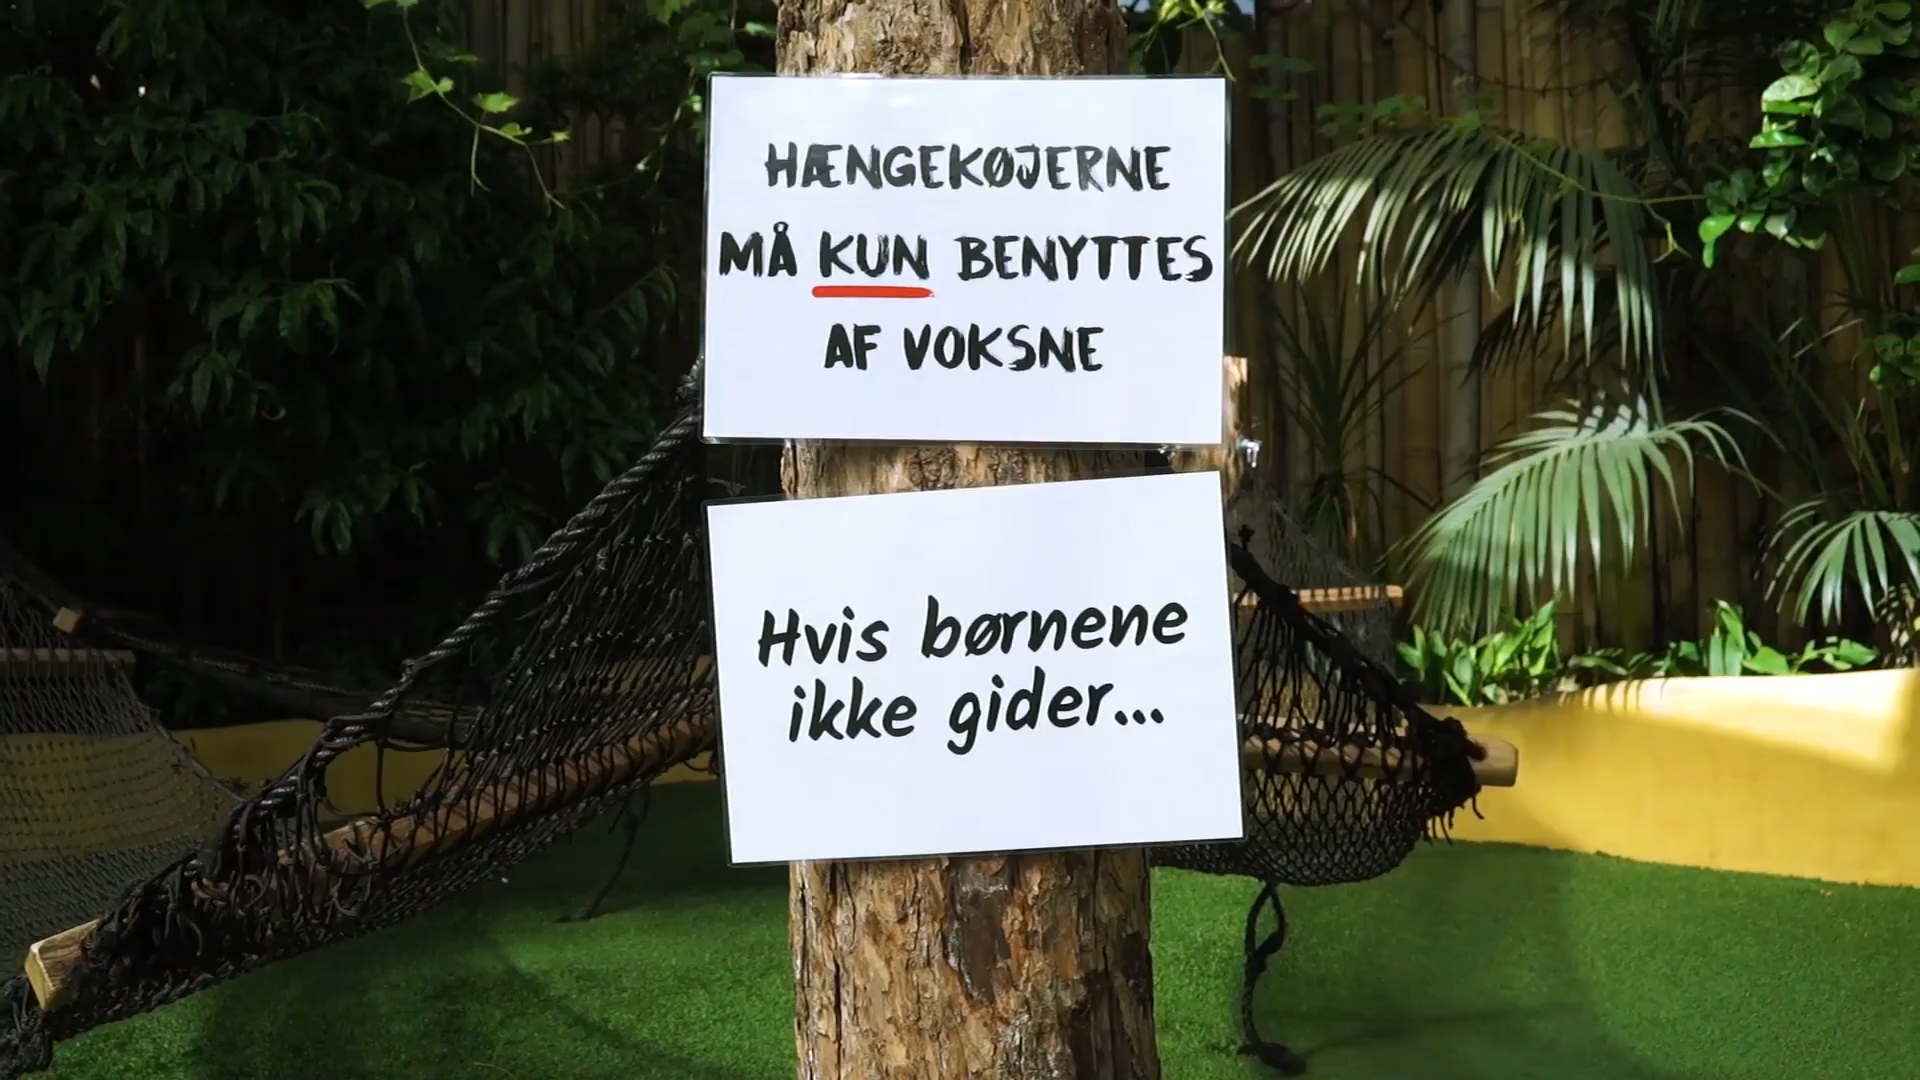 HÆNGEKØJERNE
MÅ KUN BENYTTES
AF VOKSNE
Hvis børnene
ikke gider...